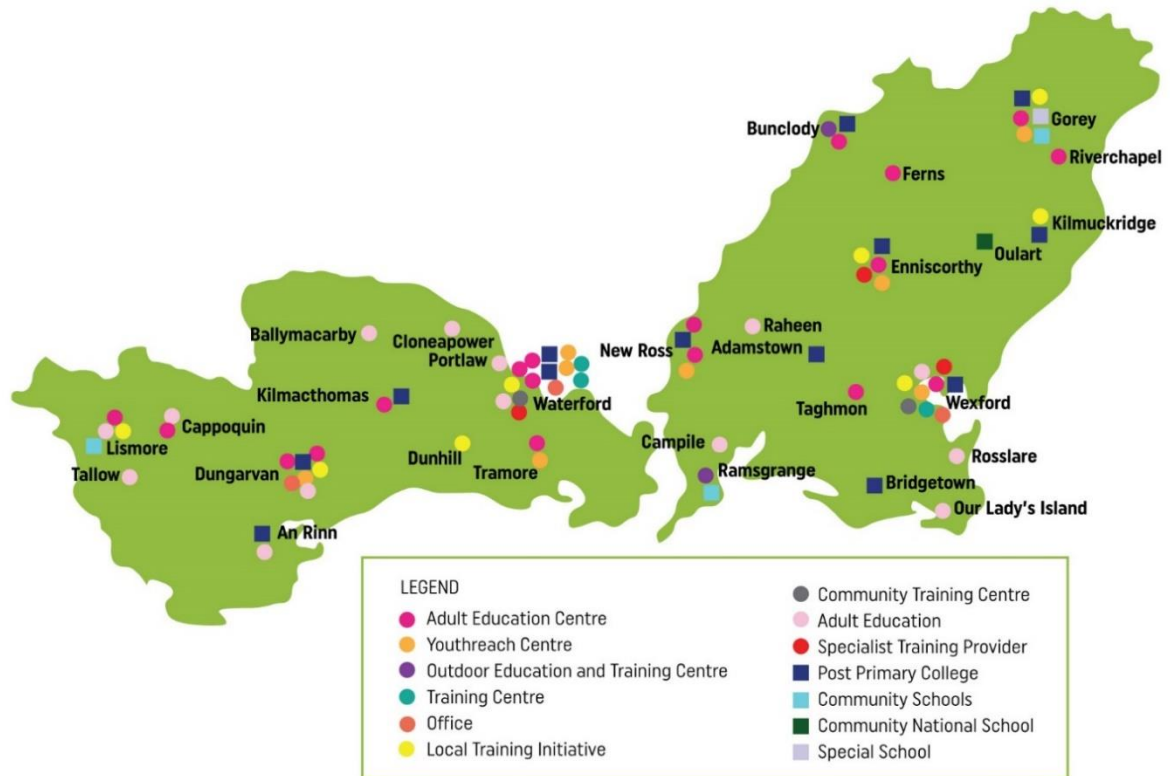 Bunclody
Gorey
Riverchapel
Ferns
Kilmuckridge
Oulart
Enniscorthy
Ballymacarby
Cloneapower
Portlaw
New Ross
Raheen
Adamstown
Kilmacthomas
Waterford
Taghmon
Wexford
Cappoquin
Lismore
Tallow
Dungarvan
Dunhill
Tramore
Campile
Ramsgrange
Rosslare
Bridgetown
Our Lady's Island
An Rinn
LEGEND
Adult Education Centre
Youthreach Centre
Outdoor Education and Training Centre
Training Centre
Office
Local Training Initiative
Community Training Centre
Adult Education
Specialist Training Provider
Post Primary College
Community Schools
Community National School
Special School